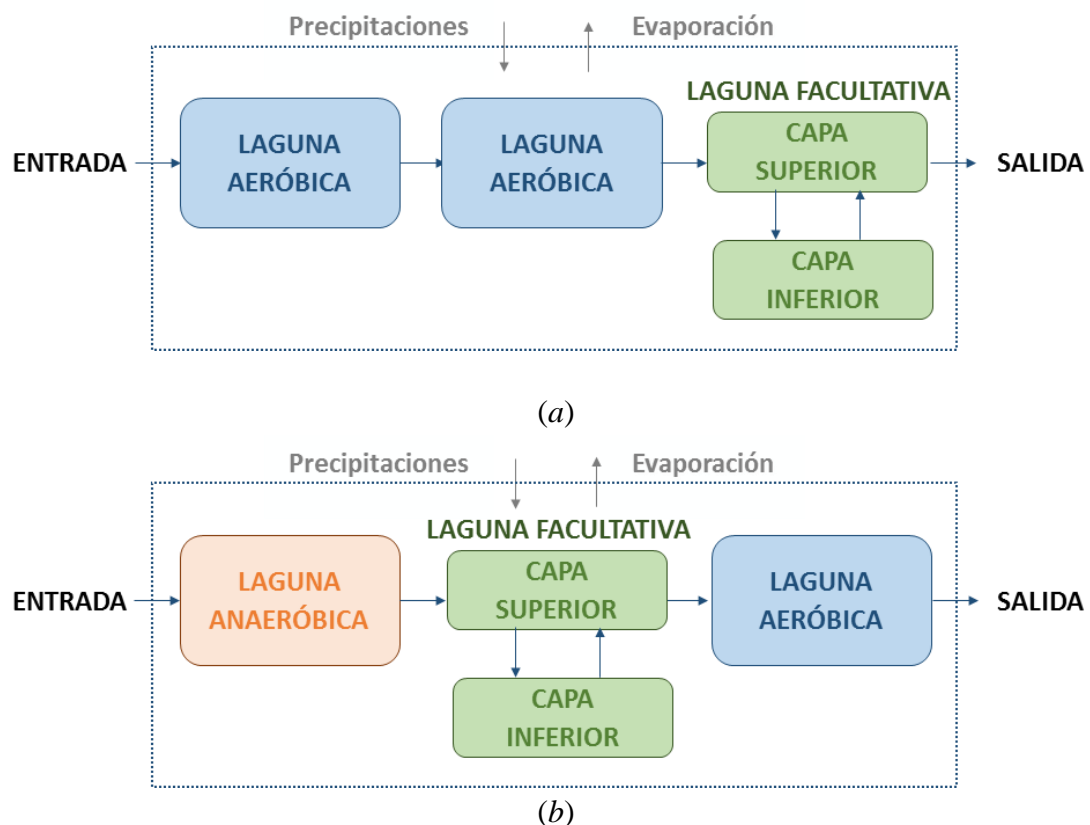 Precipitaciones Evaporación
LAGUNA FACULTATIVA
ENTRADA LAGUNA AERÓBICA LAGUNA AERÓBICA CAPA SUPERIOR SALIDA
CAPA INFERIOR
(a)
Precipitaciones Evaporación
LAGUNA FACULTATIVA
ENTRADA LAGUNA ANAERÓBICA CAPA SUPERIOR LAGUNA AERÓBICA SALIDA
CAPA INFERIOR
(b)